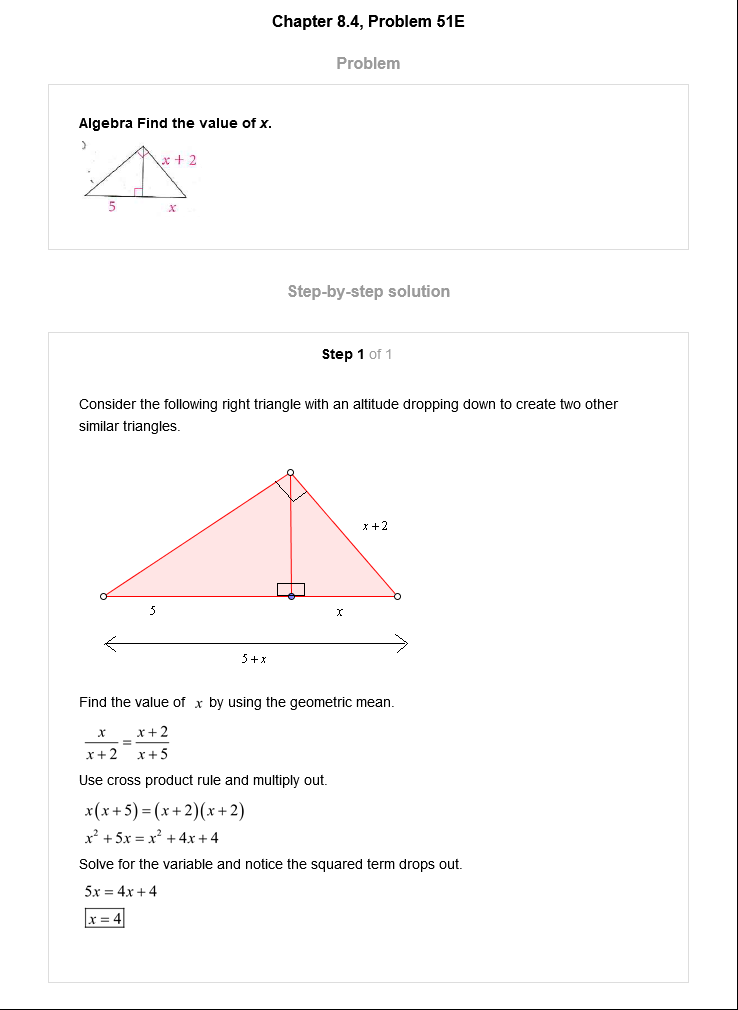 Chapter 8.4, Problem 51E
Problem
Algebra Find the value of x.
x + 2
5 x
Step-by-step solution
Step 1 of 1
Consider the following right triangle with an altitude dropping down to create two other
similar triangles.
x+2
5 x
5+x
Find the value of x by using the geometric mean.
x/(x+2) = (x+2)/(x+5)
Use cross product rule and multiply out.
x(x+5)=(x+2)(x+2)
x²+5x=x²+4x+4
Solve for the variable and notice the squared term drops out.
5x=4x+4
x=4